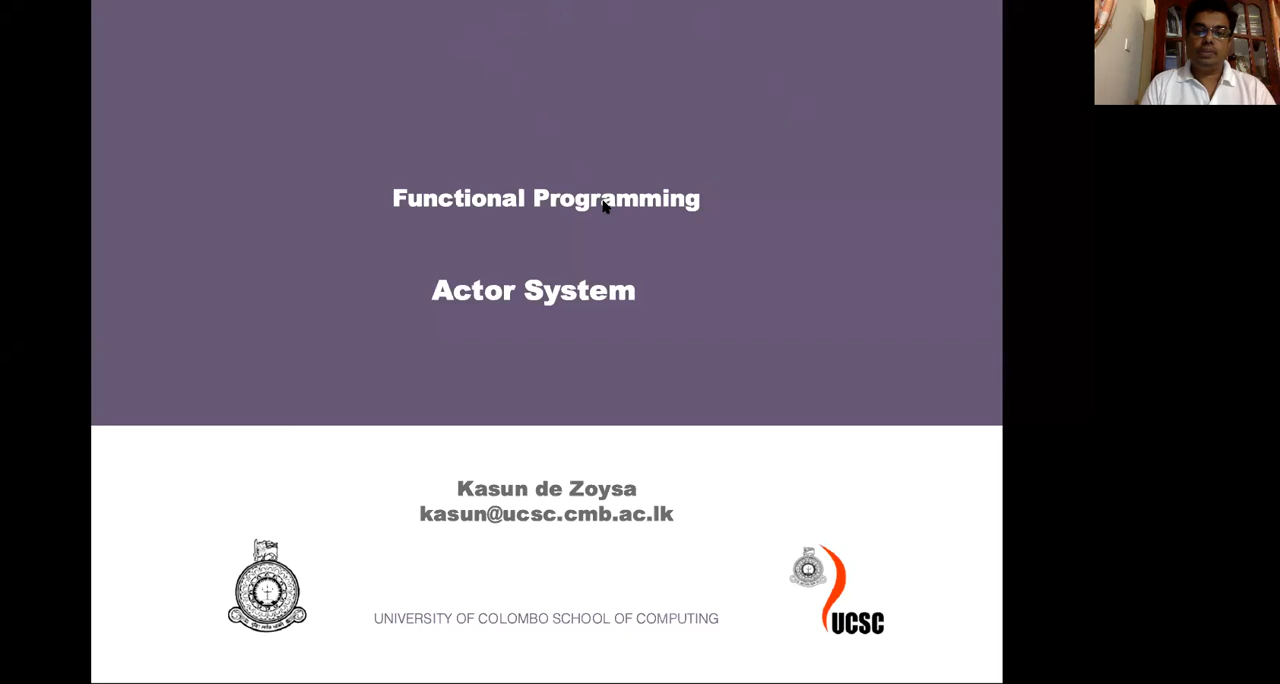 Functional Programming
Actor System
Kasun de Zoysa
kasun@ucsc.cmb.ac.lk
UNIVERSITY OF COLOMBO SCHOOL OF COMPUTING
UCSC